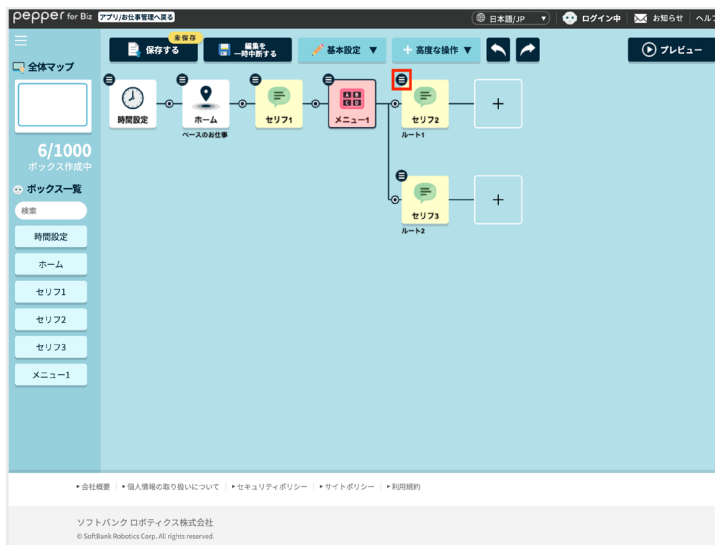 pepper for Biz アプリ/お仕事管理へ戻る 日本語/JP ▼ ログイン中 お知らせ ヘル
未保存
保存する 編集を
一時中断する 基本設定 ▼ + 高度な操作 ▼ プレビュー
全体マップ
時間設定 ホーム セリフ1 メニュー1 セリフ2 +
ベースのお仕事 ルート1
6/1000
ボックス作成中
ボックス一覧
検索
セリフ3 +
ルート2
時間設定
ホーム
セリフ1
セリフ2
セリフ3
メニュー1
会社概要 個人情報の取り扱いについて セキュリティポリシー サイトポリシー 利用規約
ソフトバンク ロボティクス株式会社
© SoftBank Robotics Corp. All rights reserved.